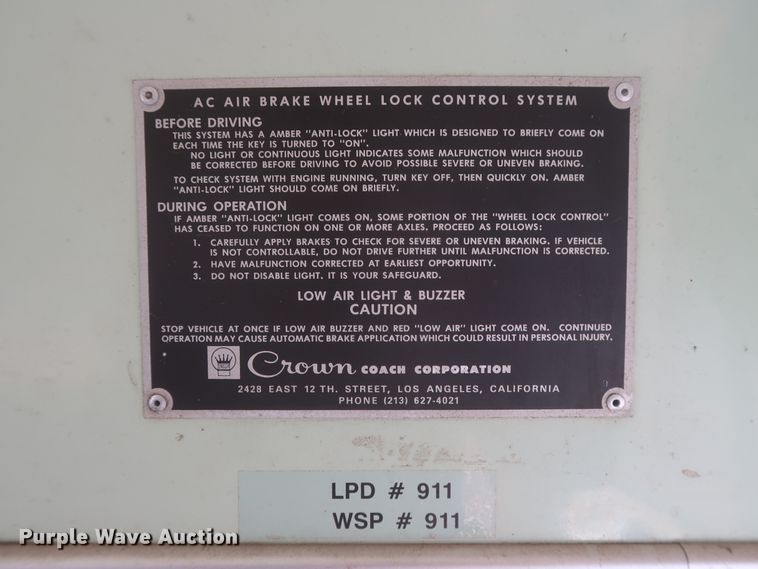 AC AIR BRAKE WHEEL LOCK CONTROL SYSTEM
BEFORE DRIVING
THIS SYSTEM HAS A AMBER "ANTI-LOCK" LIGHT WHICH IS DESIGNED TO BRIEFLY COME ON
EACH TIME THE KEY IS TURNED TO "ON".
NO LIGHT OR CONTINUOUS LIGHT INDICATES SOME MALFUNCTION WHICH SHOULD
BE CORRECTED BEFORE DRIVING TO AVOID POSSIBLE SEVERE OR UNEVEN BRAKING.
TO CHECK SYSTEM WITH ENGINE RUNNING, TURN KEY OFF, THEN QUICKLY ON. AMBER
"ANTI-LOCK" LIGHT SHOULD COME ON BRIEFLY.
DURING OPERATION
IF AMBER "ANTI-LOCK" LIGHT COMES ON, SOME PORTION OF THE "WHEEL LOCK CONTROL"
HAS CEASED TO FUNCTION ON ONE OR MORE AXLES. PROCEED AS FOLLOWS:
1. CAREFULLY APPLY BRAKES TO CHECK FOR SEVERE OR UNEVEN BRAKING. IF VEHICLE
IS NOT CONTROLLABLE, DO NOT DRIVE FURTHER UNTIL MALFUNCTION IS CORRECTED.
2. HAVE MALFUNCTION CORRECTED AT EARLIEST OPPORTUNITY.
3. DO NOT DISABLE LIGHT. IT IS YOUR SAFEGUARD.
LOW AIR LIGHT & BUZZER
CAUTION
STOP VEHICLE AT ONCE IF LOW AIR BUZZER AND RED "LOW AIR" LIGHT COME ON. CONTINUED
OPERATION MAY CAUSE AUTOMATIC BRAKE APPLICATION WHICH COULD RESULT IN PERSONAL INJURY.
Crown COACH CORPORATION
2428 EAST 12 TH. STREET, LOS ANGELES, CALIFORNIA
PHONE (213) 627-4021
LPD # 911
WSP # 911
Purple Wave Auction